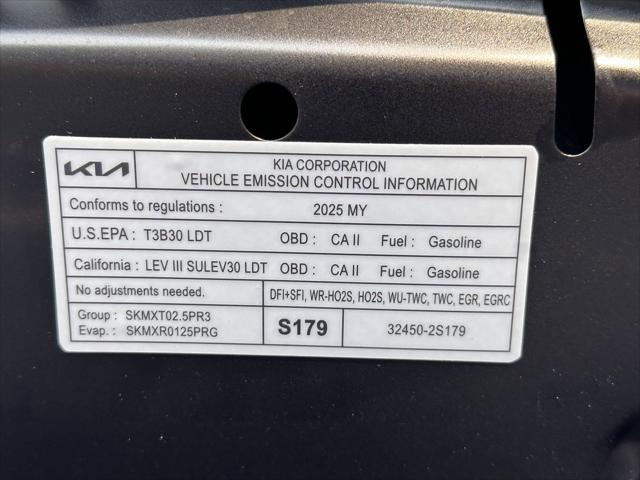 KIA
KIA CORPORATION
VEHICLE EMISSION CONTROL INFORMATION
Conforms to regulations : 2025 MY
U.S.EPA : T3B30 LDT OBD : CA II Fuel : Gasoline
California : LEV III SULEV30 LDT OBD : CA II Fuel : Gasoline
No adjustments needed. DFI+SFI, WR-HO2S, HO2S, WU-TWC, TWC, EGR, EGRC
Group : SKMXT02.5PR3
Evap. : SKMXR0125PRG
S179
32450-2S179